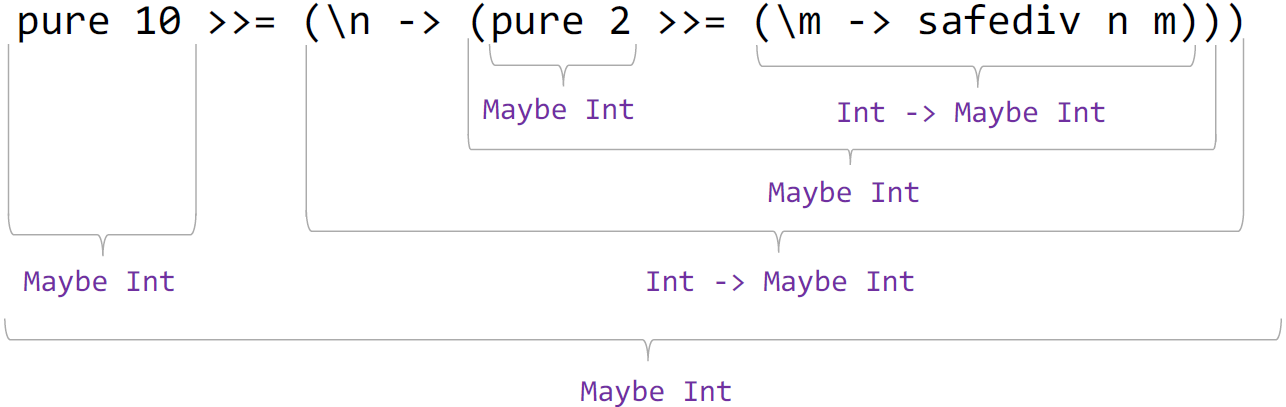 pure 10 >>= (\n -> (pure 2 >>= (\m -> safediv n m)))
Maybe Int Int -> Maybe Int
Maybe Int
Maybe Int Int -> Maybe Int
Maybe Int